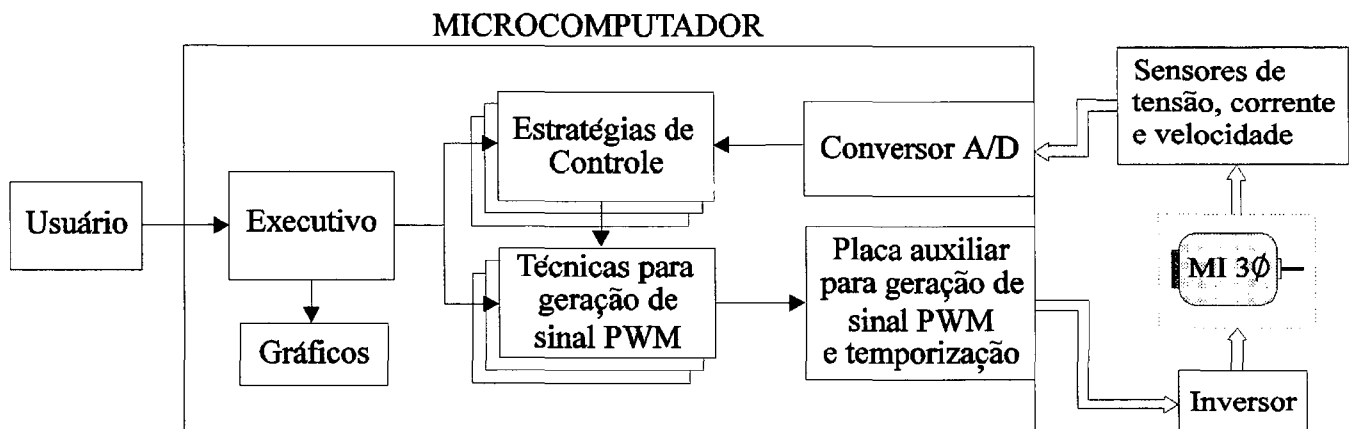 MICROCOMPUTADOR
Usuário
Executivo
Gráficos
Estratégias de
Controle
Técnicas para
geração de
sinal PWM
Conversor A/D
Placa auxiliar
para geração de
sinal PWM
e temporização
Sensores de
tensão, corrente
e velocidade
MI 3∅
Inversor